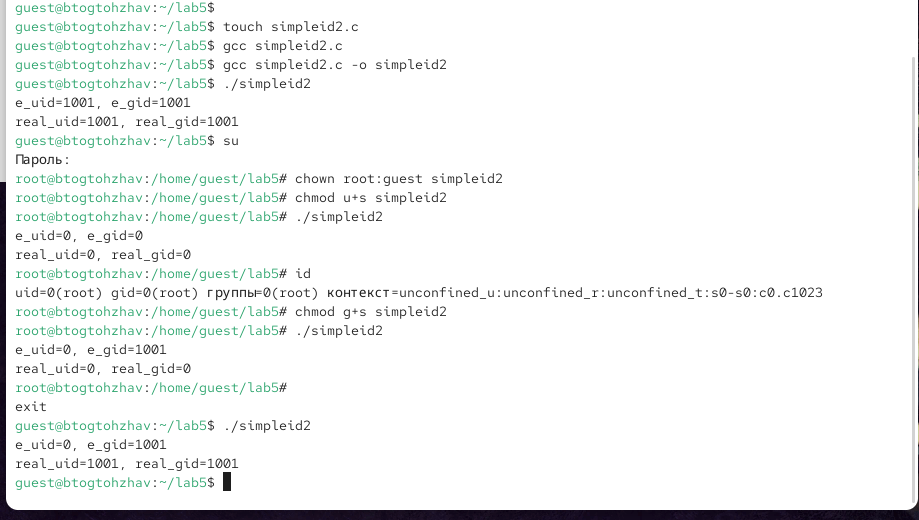 guest@btogtohzhav:~/lab5$
guest@btogtohzhav:~/lab5$ touch simpleid2.c
guest@btogtohzhav:~/lab5$ gcc simpleid2.c
guest@btogtohzhav:~/lab5$ gcc simpleid2.c -o simpleid2
guest@btogtohzhav:~/lab5$ ./simpleid2
e_uid=1001, e_gid=1001
real_uid=1001, real_gid=1001
guest@btogtohzhav:~/lab5$ su
Пароль:
root@btogtohzhav:/home/guest/lab5# chown root:guest simpleid2
root@btogtohzhav:/home/guest/lab5# chmod u+s simpleid2
root@btogtohzhav:/home/guest/lab5# ./simpleid2
e_uid=0, e_gid=0
real_uid=0, real_gid=0
root@btogtohzhav:/home/guest/lab5# id
uid=0(root) gid=0(root) группы=0(root) контекст=unconfined_u:unconfined_r:unconfined_t:s0-s0:c0.c1023
root@btogtohzhav:/home/guest/lab5# chmod g+s simpleid2
root@btogtohzhav:/home/guest/lab5# ./simpleid2
e_uid=0, e_gid=1001
real_uid=0, real_gid=0
root@btogtohzhav:/home/guest/lab5#
exit
guest@btogtohzhav:~/lab5$ ./simpleid2
e_uid=0, e_gid=1001
real_uid=1001, real_gid=1001
guest@btogtohzhav:~/lab5$